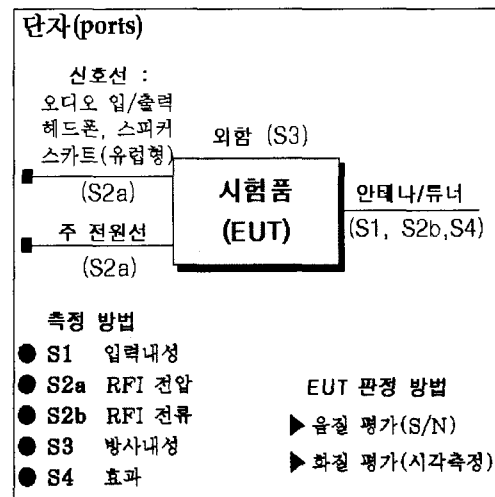 단자(ports)
신호선 :
오디오 입/출력
헤드폰, 스피커
스카트(유럽형)
(S2a)
주 전원선
(S2a)
외함 (S3)
시험품
(EUT)
안테나/튜너
(S1, S2b,S4)
측정 방법
● S1 입력내성
● S2a RFI 전압
● S2b RFI 전류
● S3 방사내성
● S4 효과
EUT 판정 방법
▶ 음질 평가(S/N)
▶ 화질 평가(시각측정)